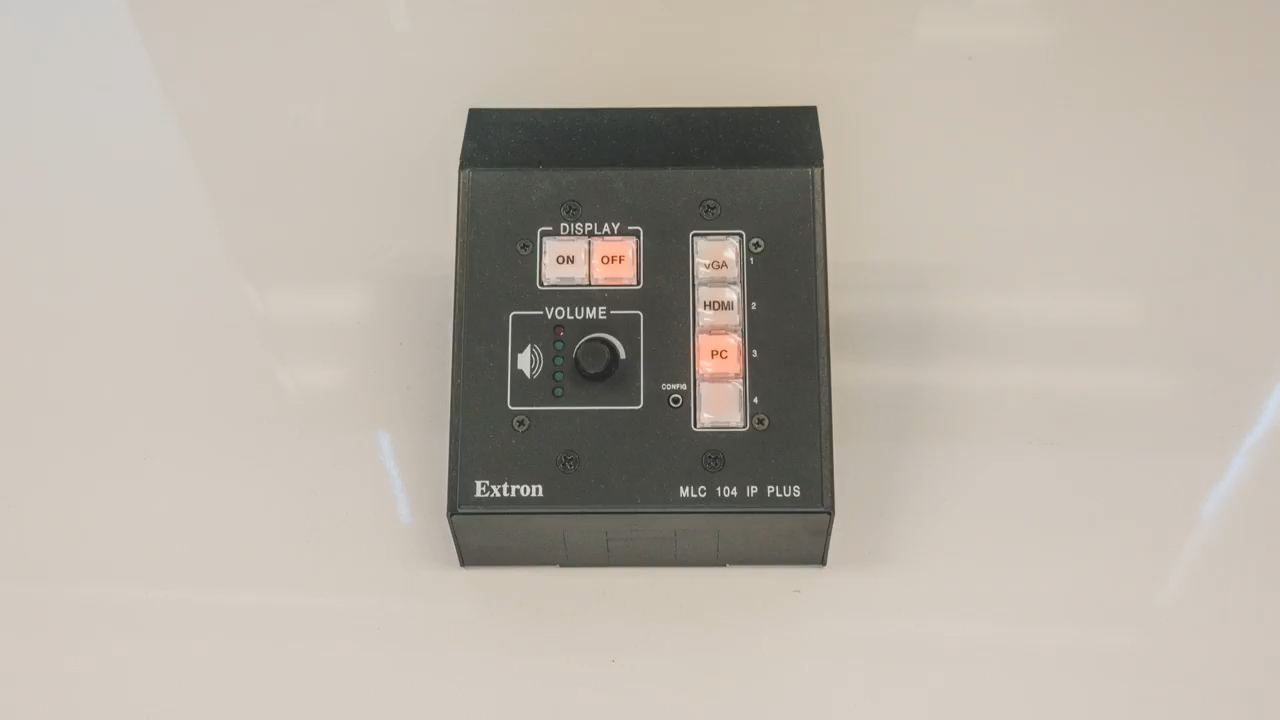 DISPLAY
ON OFF
VGA 1
HDMI 2
VOLUME
PC 3
CONFIG
4
Extron
MLC 104 IP PLUS